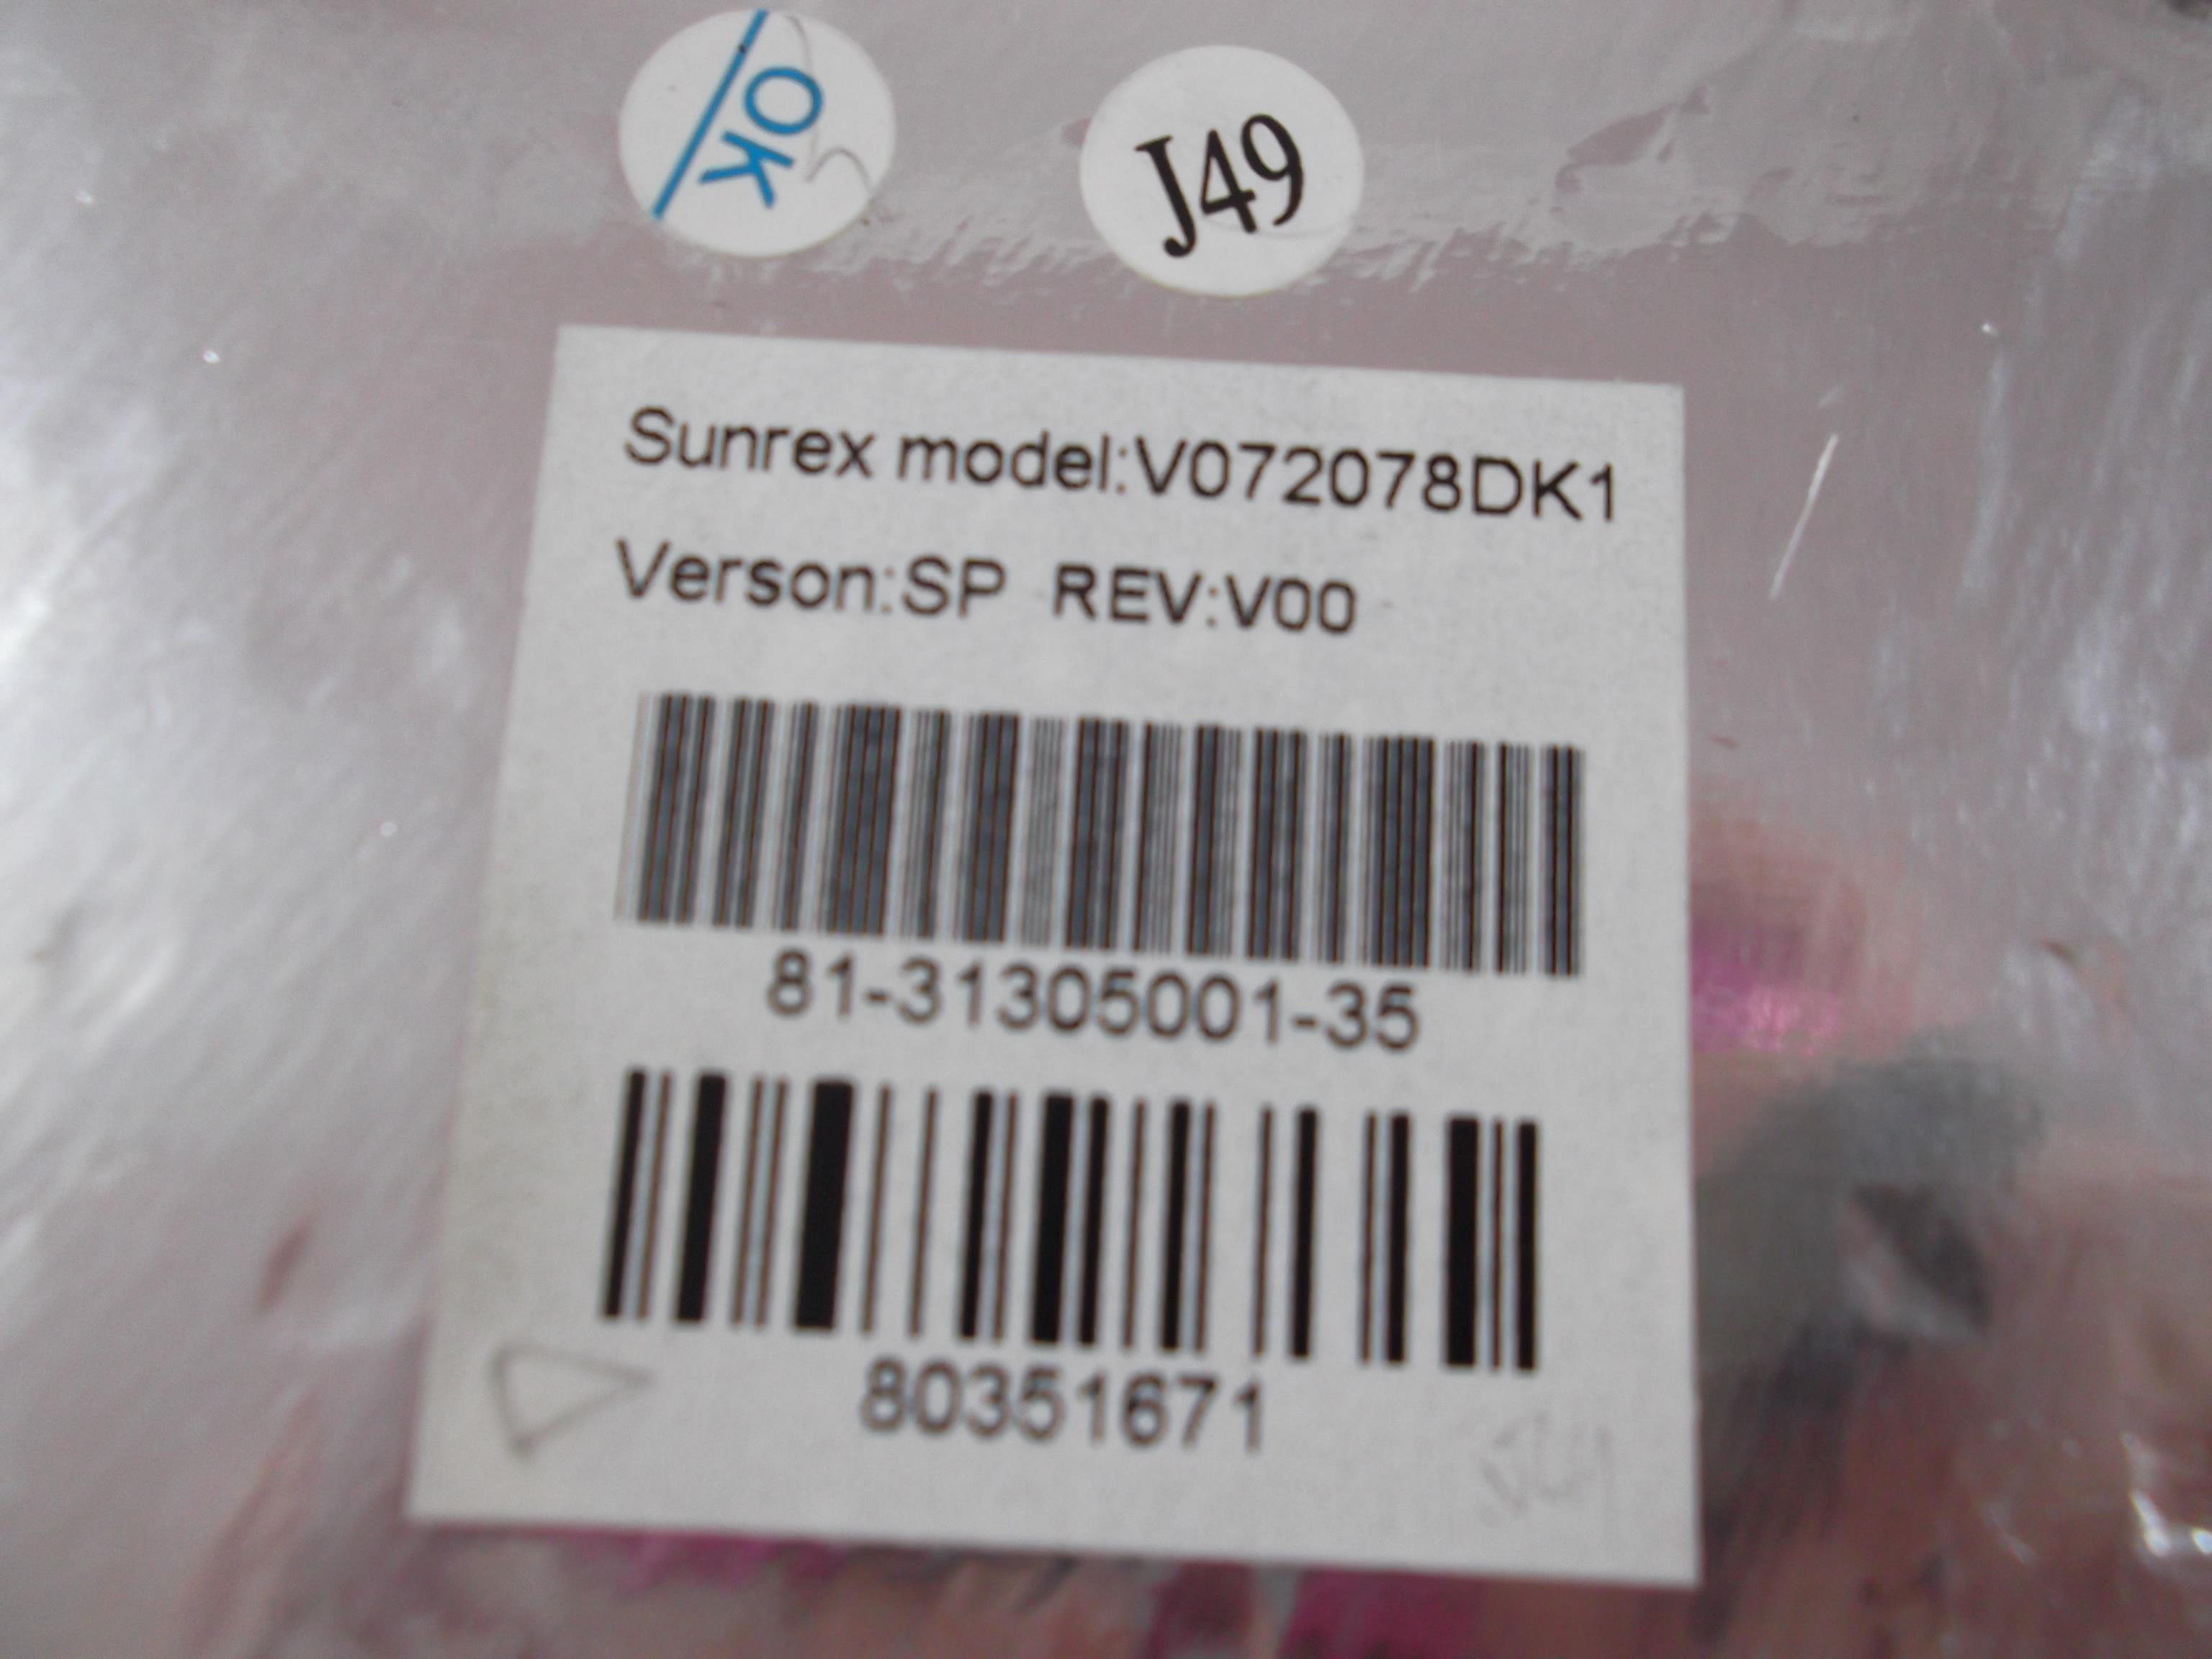 OK
J49
Sunrex model:V072078DK1
Verson:SP REV:V00
81-31305001-35
80351671